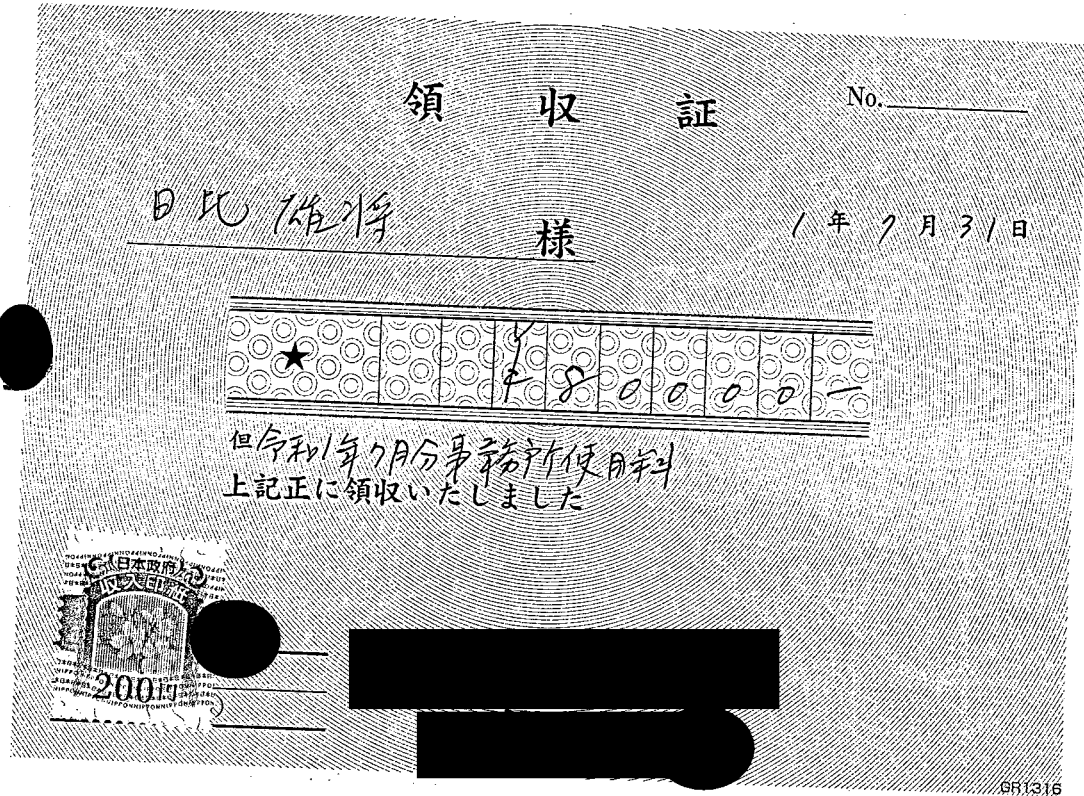 領収証
No.
日比 雄将 様
1年7月31日
★ ¥80000-
但 令和1年7月分事務所使用料
上記正に領収いたしました
日本政府
収入印紙
200円
GR1316